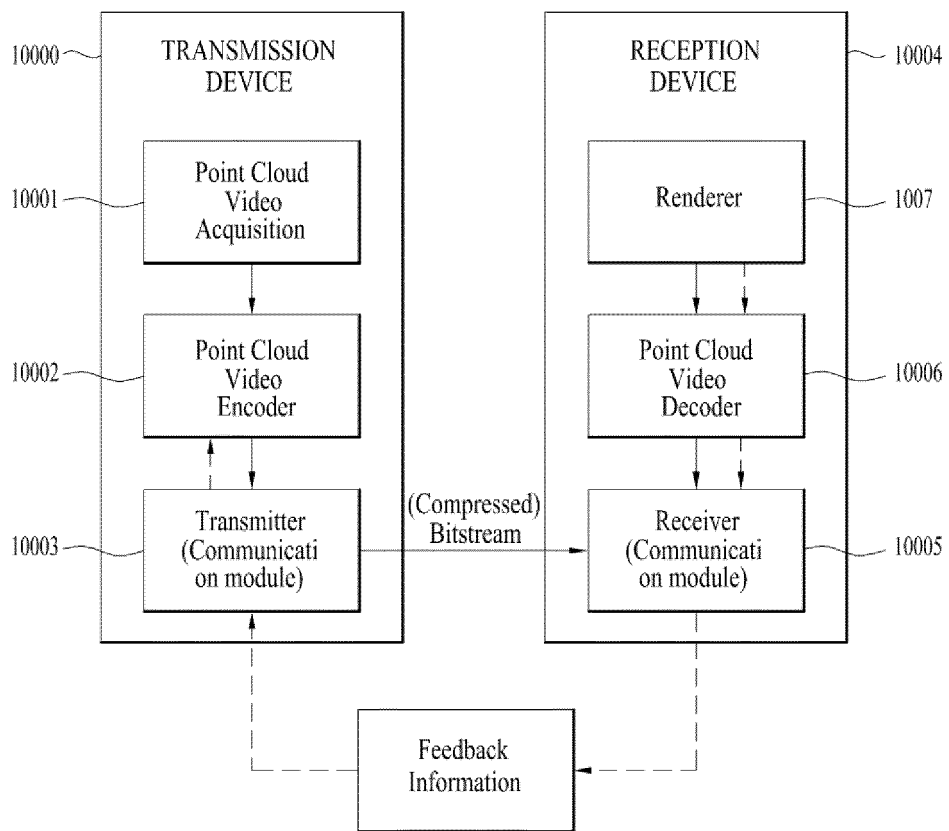 10000
TRANSMISSION
DEVICE
10001
Point Cloud
Video
Acquisition
10002
Point Cloud
Video
Encoder
10003
Transmitter
(Communicati
on module)
(Compressed)
Bitstream
RECEPTION
DEVICE
10004
Renderer
1007
Point Cloud
Video
Decoder
10006
Receiver
(Communicati
on module)
10005
Feedback
Information